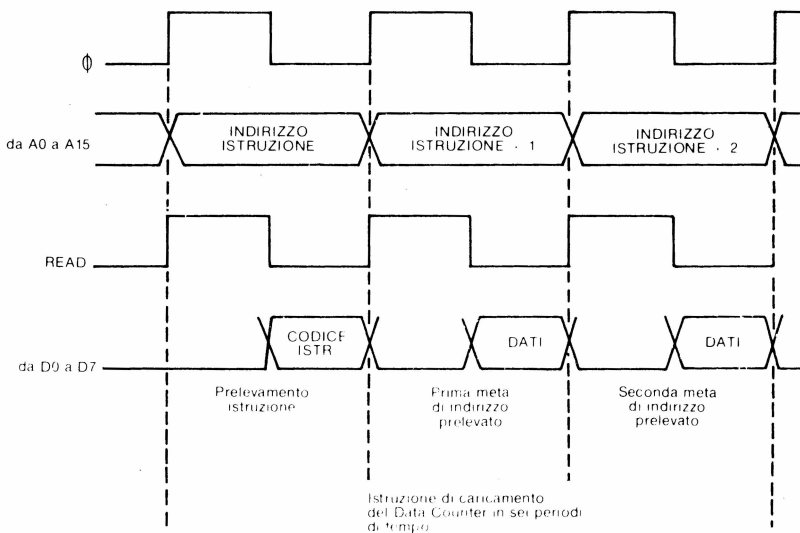 ϕ
da A0 a A15
INDIRIZZO
ISTRUZIONE
INDIRIZZO
ISTRUZIONE · 1
INDIRIZZO
ISTRUZIONE · 2
READ
da D0 a D7
CODICE
ISTR
DATI
DATI
Prelevamento
istruzione
Prima meta
di indirizzo
prelevato
Seconda meta
di indirizzo
prelevato
Istruzione di caricamento
del Data Counter in sei periodi
di tempo